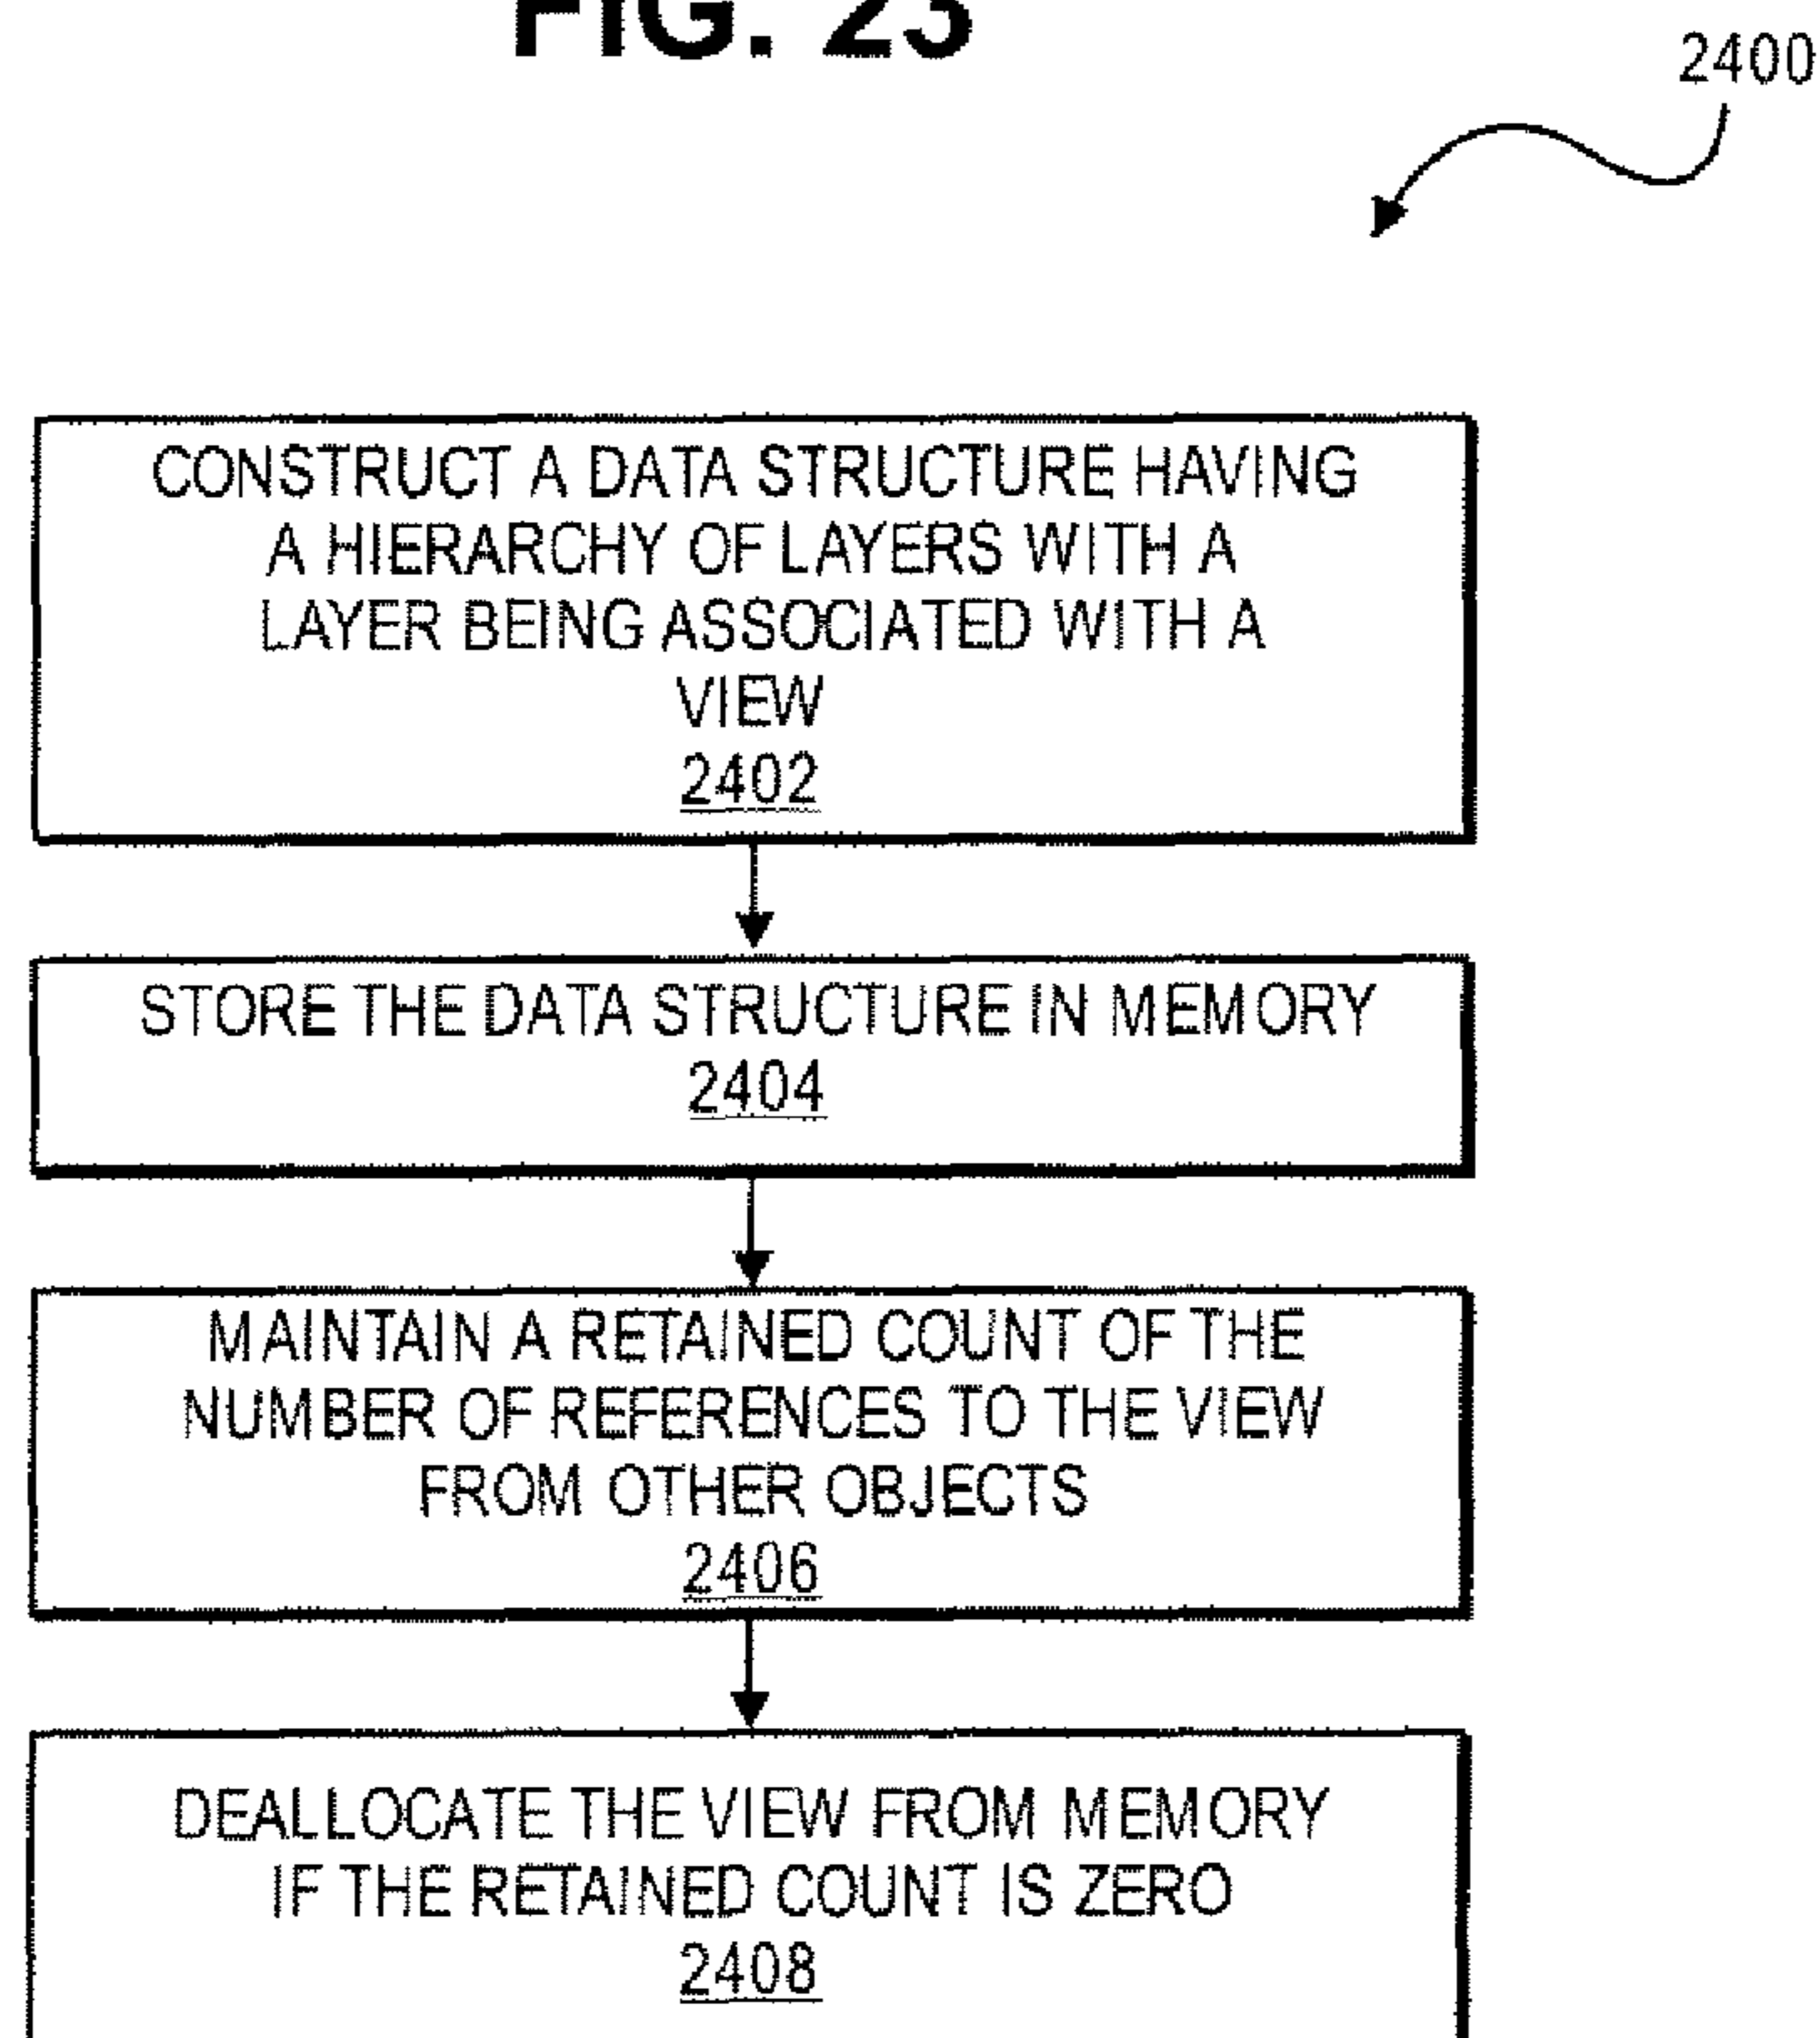 FIG. 23
2400
CONSTRUCT A DATA STRUCTURE HAVING
A HIERARCHY OF LAYERS WITH A
LAYER BEING ASSOCIATED WITH A
VIEW
2402
STORE THE DATA STRUCTURE IN MEMORY
2404
MAINTAIN A RETAINED COUNT OF THE
NUMBER OF REFERENCES TO THE VIEW
FROM OTHER OBJECTS
2406
DEALLOCATE THE VIEW FROM MEMORY
IF THE RETAINED COUNT IS ZERO
2408